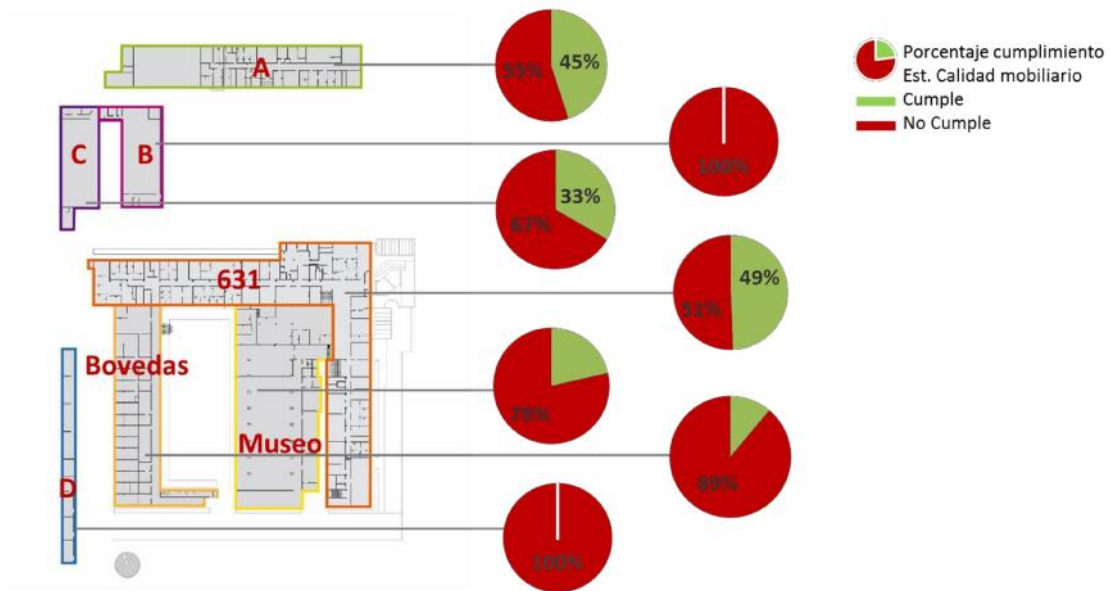 A
55%
45%
Porcentaje cumplimiento
Est. Calidad mobiliario
Cumple
No Cumple
C
B
100%
33%
67%
631
49%
51%
Bovedas
79%
Museo
89%
D
100%